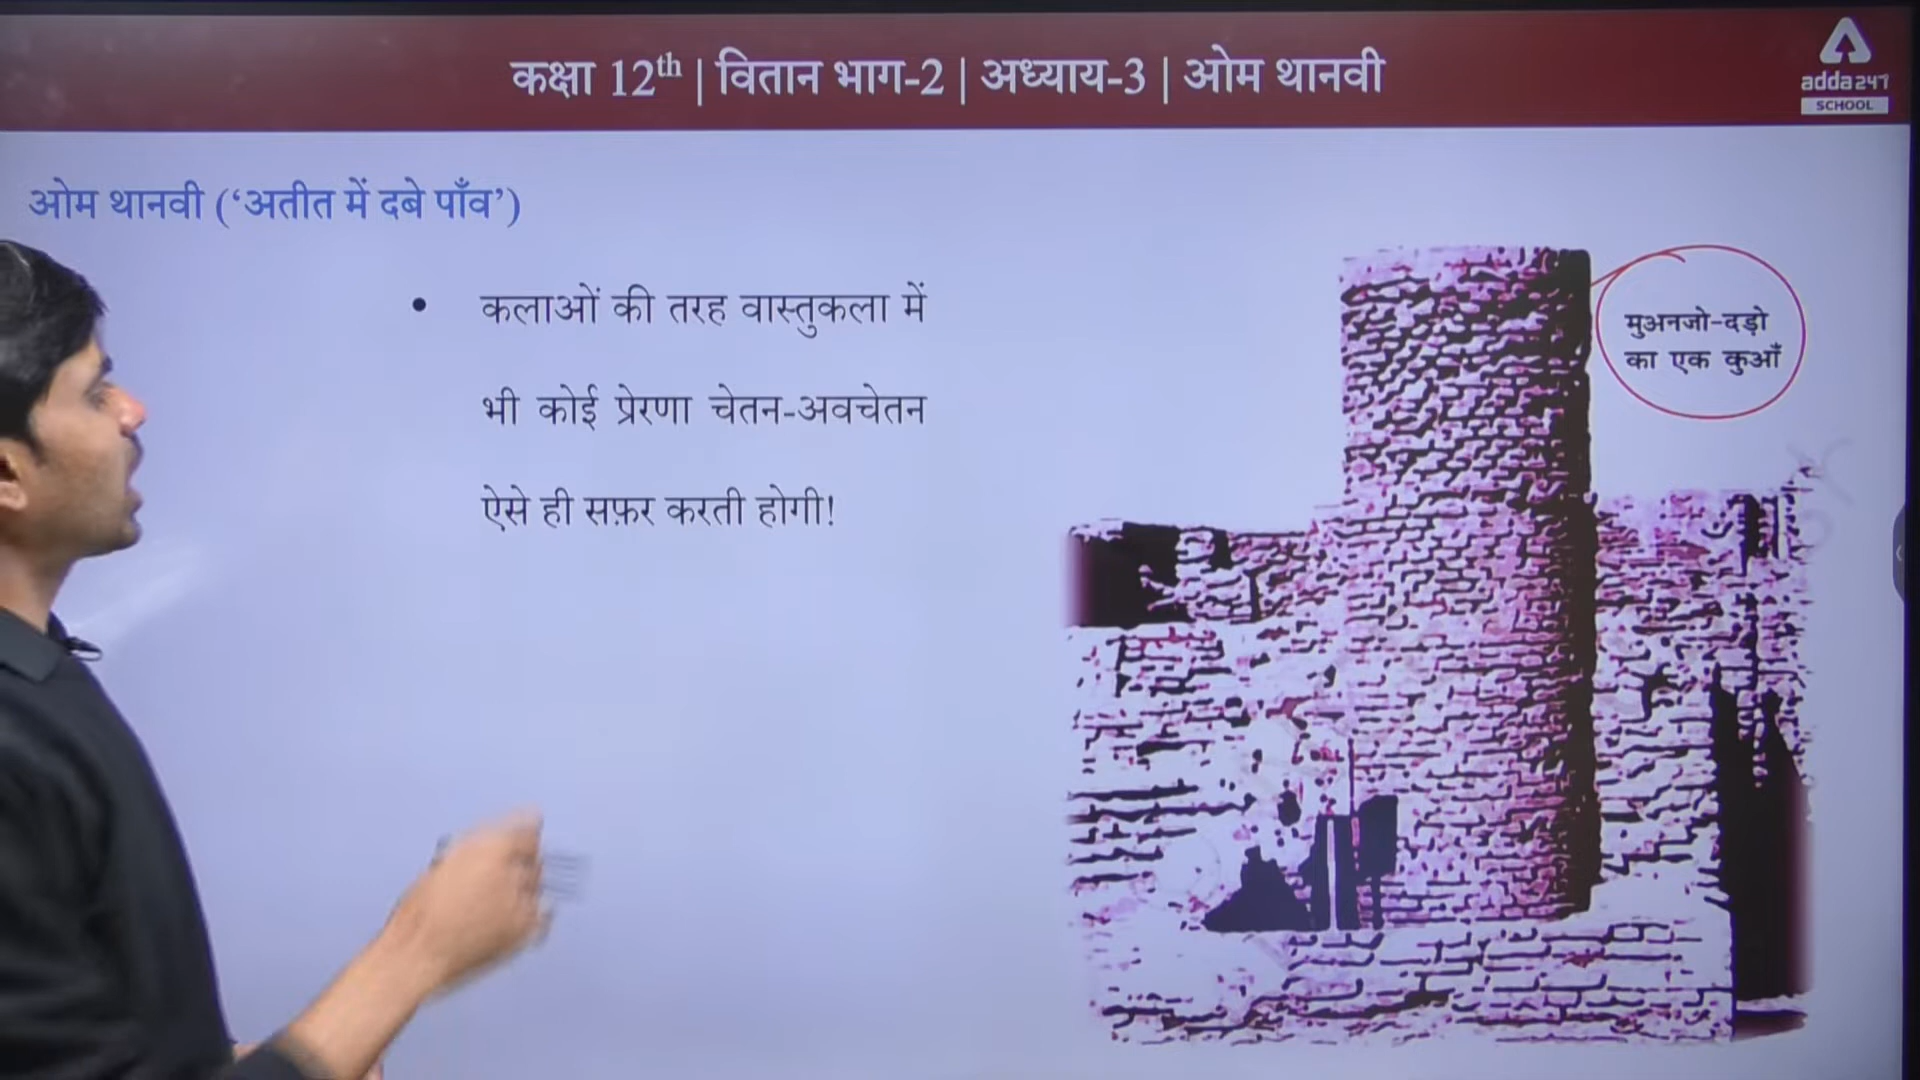 कक्षा 12th | वितान भाग-2 | अध्याय-3 | ओम थानवी
adda247
SCHOOL
ओम थानवी (‘अतीत में दबे पाँव’)
• कलाओं की तरह वास्तुकला में
भी कोई प्रेरणा चेतन-अवचेतन
ऐसे ही सफ़र करती होगी!
मुअनजो-दड़ो
का एक कुआँ